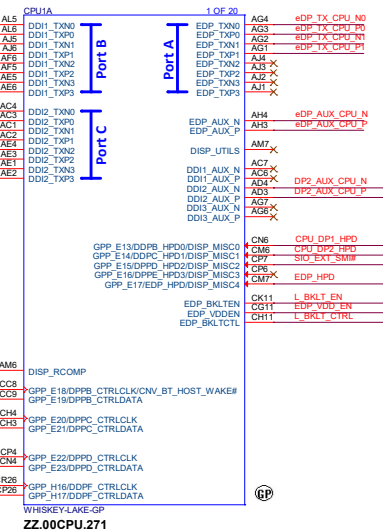 CPU1A 1 OF 20
AL5 DDI1_TXN0 EDP_TXN0 AG4 eDP_TX_CPU_N0
AL6 DDI1_TXP0 EDP_TXP0 AG3 eDP_TX_CPU_P0
AJ5 DDI1_TXN1 EDP_TXN1 AG2 eDP_TX_CPU_N1
AJ6 DDI1_TXP1 EDP_TXP1 AG1 eDP_TX_CPU_P1
AF6 DDI1_TXN2 EDP_TXN2 AJ4
AF5 DDI1_TXP2 EDP_TXP2 AJ3
AE5 DDI1_TXN3 EDP_TXN3 AJ2
AE6 DDI1_TXP3 EDP_TXP3 AJ1
Port B
Port A
AC4 DDI2_TXN0
AC3 DDI2_TXP0 EDP_AUX_N AH4 eDP_AUX_CPU_N
AC1 DDI2_TXN1 EDP_AUX_P AH3 eDP_AUX_CPU_P
AC2 DDI2_TXP1
AE4 DDI2_TXN2 DISP_UTILS AM7
AE3 DDI2_TXP2
AE1 DDI2_TXN3 DDI1_AUX_N AC7
AE2 DDI2_TXP3 DDI1_AUX_P AC6
Port C
DDI2_AUX_N AD4 DP2_AUX_CPU_N
DDI2_AUX_P AD3 DP2_AUX_CPU_P
DDI3_AUX_N AG7
DDI3_AUX_P AG6
GPP_E13/DDPB_HPD0/DISP_MISC0 CN6 CPU_DP1_HPD
GPP_E14/DDPC_HPD1/DISP_MISC1 CM6 CPU_DP2_HPD
GPP_E15/DPPD_HPD2/DISP_MISC2 CP7 SIO_EXT_SMI#
GPP_E16/DPPE_HPD3/DISP_MISC3 CP6
GPP_E17/EDP_HPD/DISP_MISC4 CM7 EDP_HPD
EDP_BKLTEN CK11 L_BKLT_EN
EDP_VDDEN CG11 EDP_VDD_EN
EDP_BKLTCTL CH11 L_BKLT_CTRL
AM6 DISP_RCOMP
CC8 GPP_E18/DPPB_CTRLCLK/CNV_BT_HOST_WAKE#
CC9 GPP_E19/DPPB_CTRLDATA
CH4 GPP_E20/DPPC_CTRLCLK
CH3 GPP_E21/DPPC_CTRLDATA
CP4 GPP_E22/DPPD_CTRLCLK
CN4 GPP_E23/DPPD_CTRLDATA
CR26 GPP_H16/DDPF_CTRLCLK
CP26 GPP_H17/DDPF_CTRLDATA
GP
WHISKEY-LAKE-GP
ZZ.00CPU.271